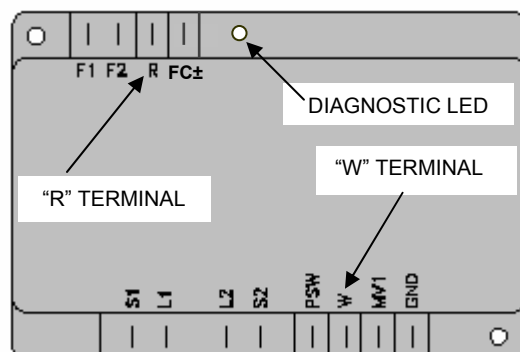 F1 F2 R FC±
DIAGNOSTIC LED
“W” TERMINAL
“R” TERMINAL
S1 L1 L2 S2 PSW W MV1 GND